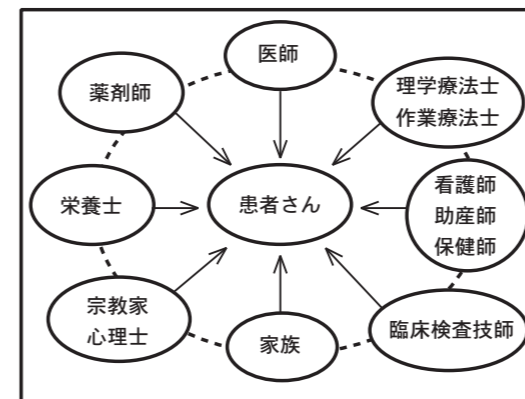 医師
薬剤師
理学療法士
作業療法士
栄養士
患者さん
看護師
助産師
保健師
宗教家
心理士
家族
臨床検査技師